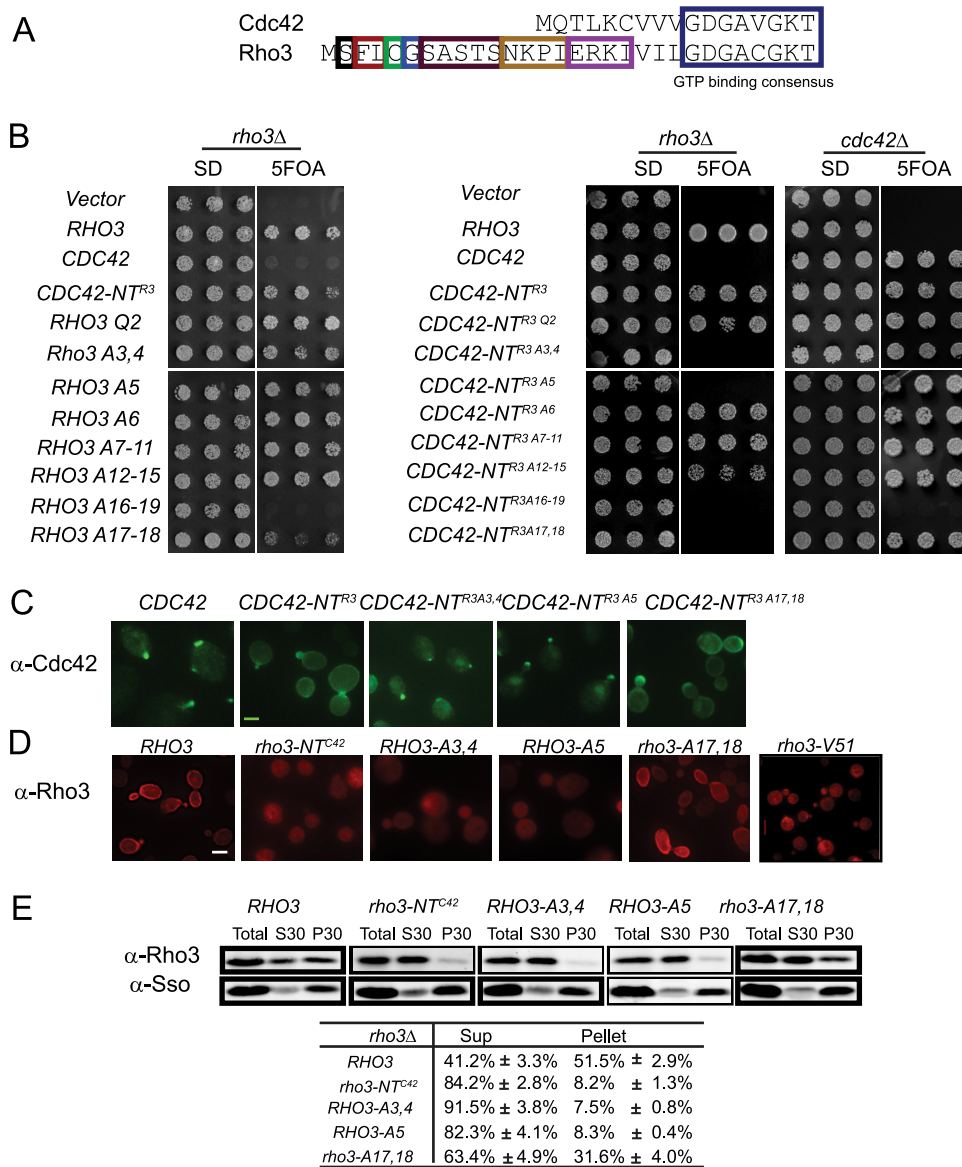 A
Cdc42 MQTLKCVVVGDGAVGKT
Rho3 MSFLCGSASTSNKPIERKIVIIGDGACGKT
GTP binding consensus
B
rho3Δ
SD 5FOA
Vector
RHO3
CDC42
CDC42-NT^R3
RHO3 Q2
Rho3 A3,4
RHO3 A5
RHO3 A6
RHO3 A7-11
RHO3 A12-15
RHO3 A16-19
RHO3 A17-18
rho3Δ cdc42Δ
SD 5FOA SD 5FOA
Vector
RHO3
CDC42
CDC42-NT^R3
CDC42-NT^R3 Q2
CDC42-NT^R3 A3,4
CDC42-NT^R3 A5
CDC42-NT^R3 A6
CDC42-NT^R3 A7-11
CDC42-NT^R3 A12-15
CDC42-NT^R3A16-19
CDC42-NT^R3A17,18
C
CDC42 CDC42-NT^R3 CDC42-NT^R3A3,4 CDC42-NT^R3 A5 CDC42-NT^R3 A17,18
α-Cdc42
D
RHO3 rho3-NT^C42 RHO3-A3,4 RHO3-A5 rho3-A17,18 rho3-V51
α-Rho3
E
RHO3 rho3-NT^C42 RHO3-A3,4 RHO3-A5 rho3-A17,18
Total S30 P30 Total S30 P30 Total S30 P30 Total S30 P30 Total S30 P30
α-Rho3
α-Sso
rho3Δ Sup Pellet
RHO3 41.2% ± 3.3% 51.5% ± 2.9%
rho3-NT^C42 84.2% ± 2.8% 8.2% ± 1.3%
RHO3-A3,4 91.5% ± 3.8% 7.5% ± 0.8%
RHO3-A5 82.3% ± 4.1% 8.3% ± 0.4%
rho3-A17,18 63.4% ± 4.9% 31.6% ± 4.0%